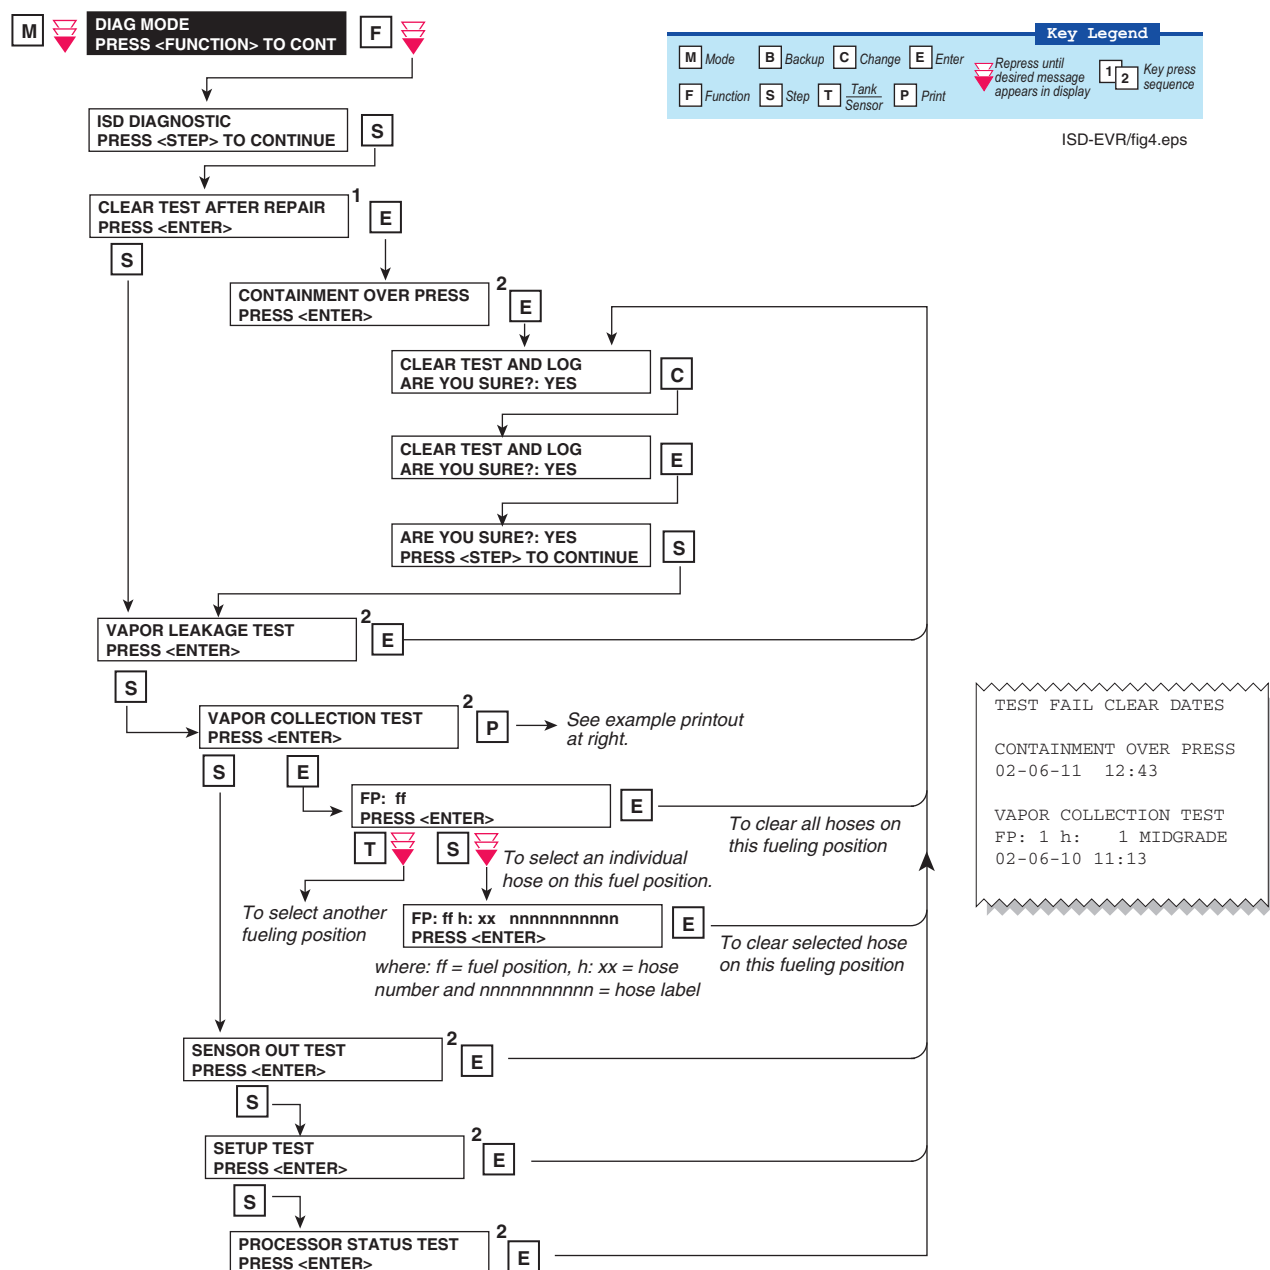 M
DIAG MODE
PRESS <FUNCTION> TO CONT
F
Key Legend
M Mode B Backup C Change E Enter
F Function S Step T Tank Sensor P Print
Repress until
desired message
appears in display
1 2
Key press
sequence
ISD-EVR/fig4.eps
ISD DIAGNOSTIC
PRESS <STEP> TO CONTINUE
S
CLEAR TEST AFTER REPAIR
PRESS <ENTER>
1
E
S
CONTAINMENT OVER PRESS
PRESS <ENTER>
2
E
CLEAR TEST AND LOG
ARE YOU SURE?: YES
C
CLEAR TEST AND LOG
ARE YOU SURE?: YES
E
ARE YOU SURE?: YES
PRESS <STEP> TO CONTINUE
S
VAPOR LEAKAGE TEST
PRESS <ENTER>
2
E
S
VAPOR COLLECTION TEST
PRESS <ENTER>
2
P
See example printout
at right.
S
E
FP: ff
PRESS <ENTER>
E
To clear all hoses on
this fueling position
T
S
To select an individual
hose on this fuel position.
To select another
fueling position
FP: ff h: xx nnnnnnnnnnn
PRESS <ENTER>
E
To clear selected hose
on this fueling position
where: ff = fuel position, h: xx = hose
number and nnnnnnnnnnn = hose label
TEST FAIL CLEAR DATES
CONTAINMENT OVER PRESS
02-06-11 12:43
VAPOR COLLECTION TEST
FP: 1 h: 1 MIDGRADE
02-06-10 11:13
SENSOR OUT TEST
PRESS <ENTER>
2
E
S
SETUP TEST
PRESS <ENTER>
2
E
S
PROCESSOR STATUS TEST
PRESS <ENTER>
2
E